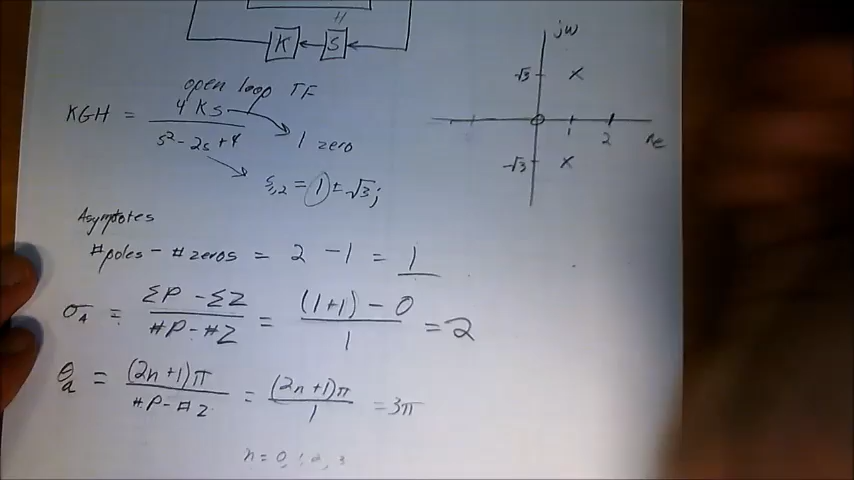 H
K S
open loop TF
KGH = 4Ks / s² - 2s + 4
1 zero
s₁,₂ = 1 ± √3j
jω
√3
1 2 Re
-√3
Asymptotes
#poles - # zeros = 2 - 1 = 1
σA = ΣP - ΣZ / #P - #Z = (1+1) - 0 / 1 = 2
θa = (2n+1)π / #P - #Z = (2n+1)π / 1 = 3π
n = 0, 1, 2, 3